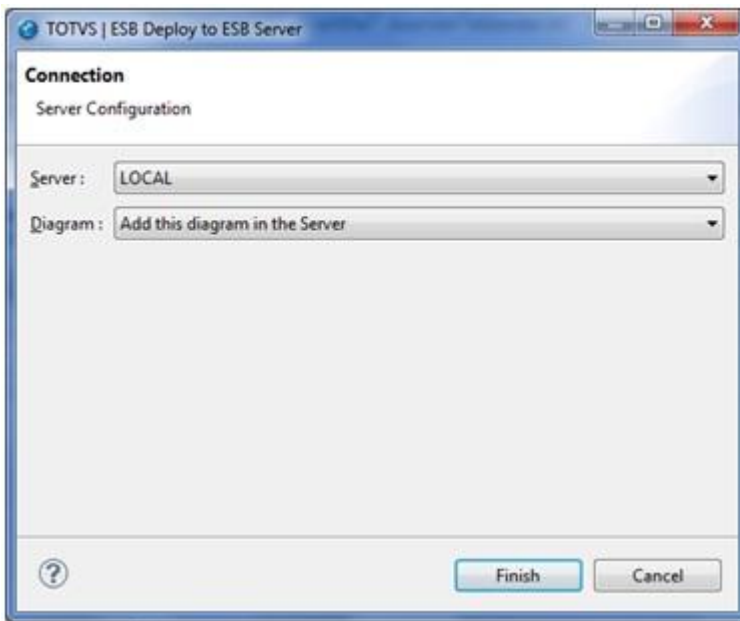 TOTVS | ESB Deploy to ESB Server
Connection
Server Configuration
Server : LOCAL
Diagram : Add this diagram in the Server
? Finish Cancel